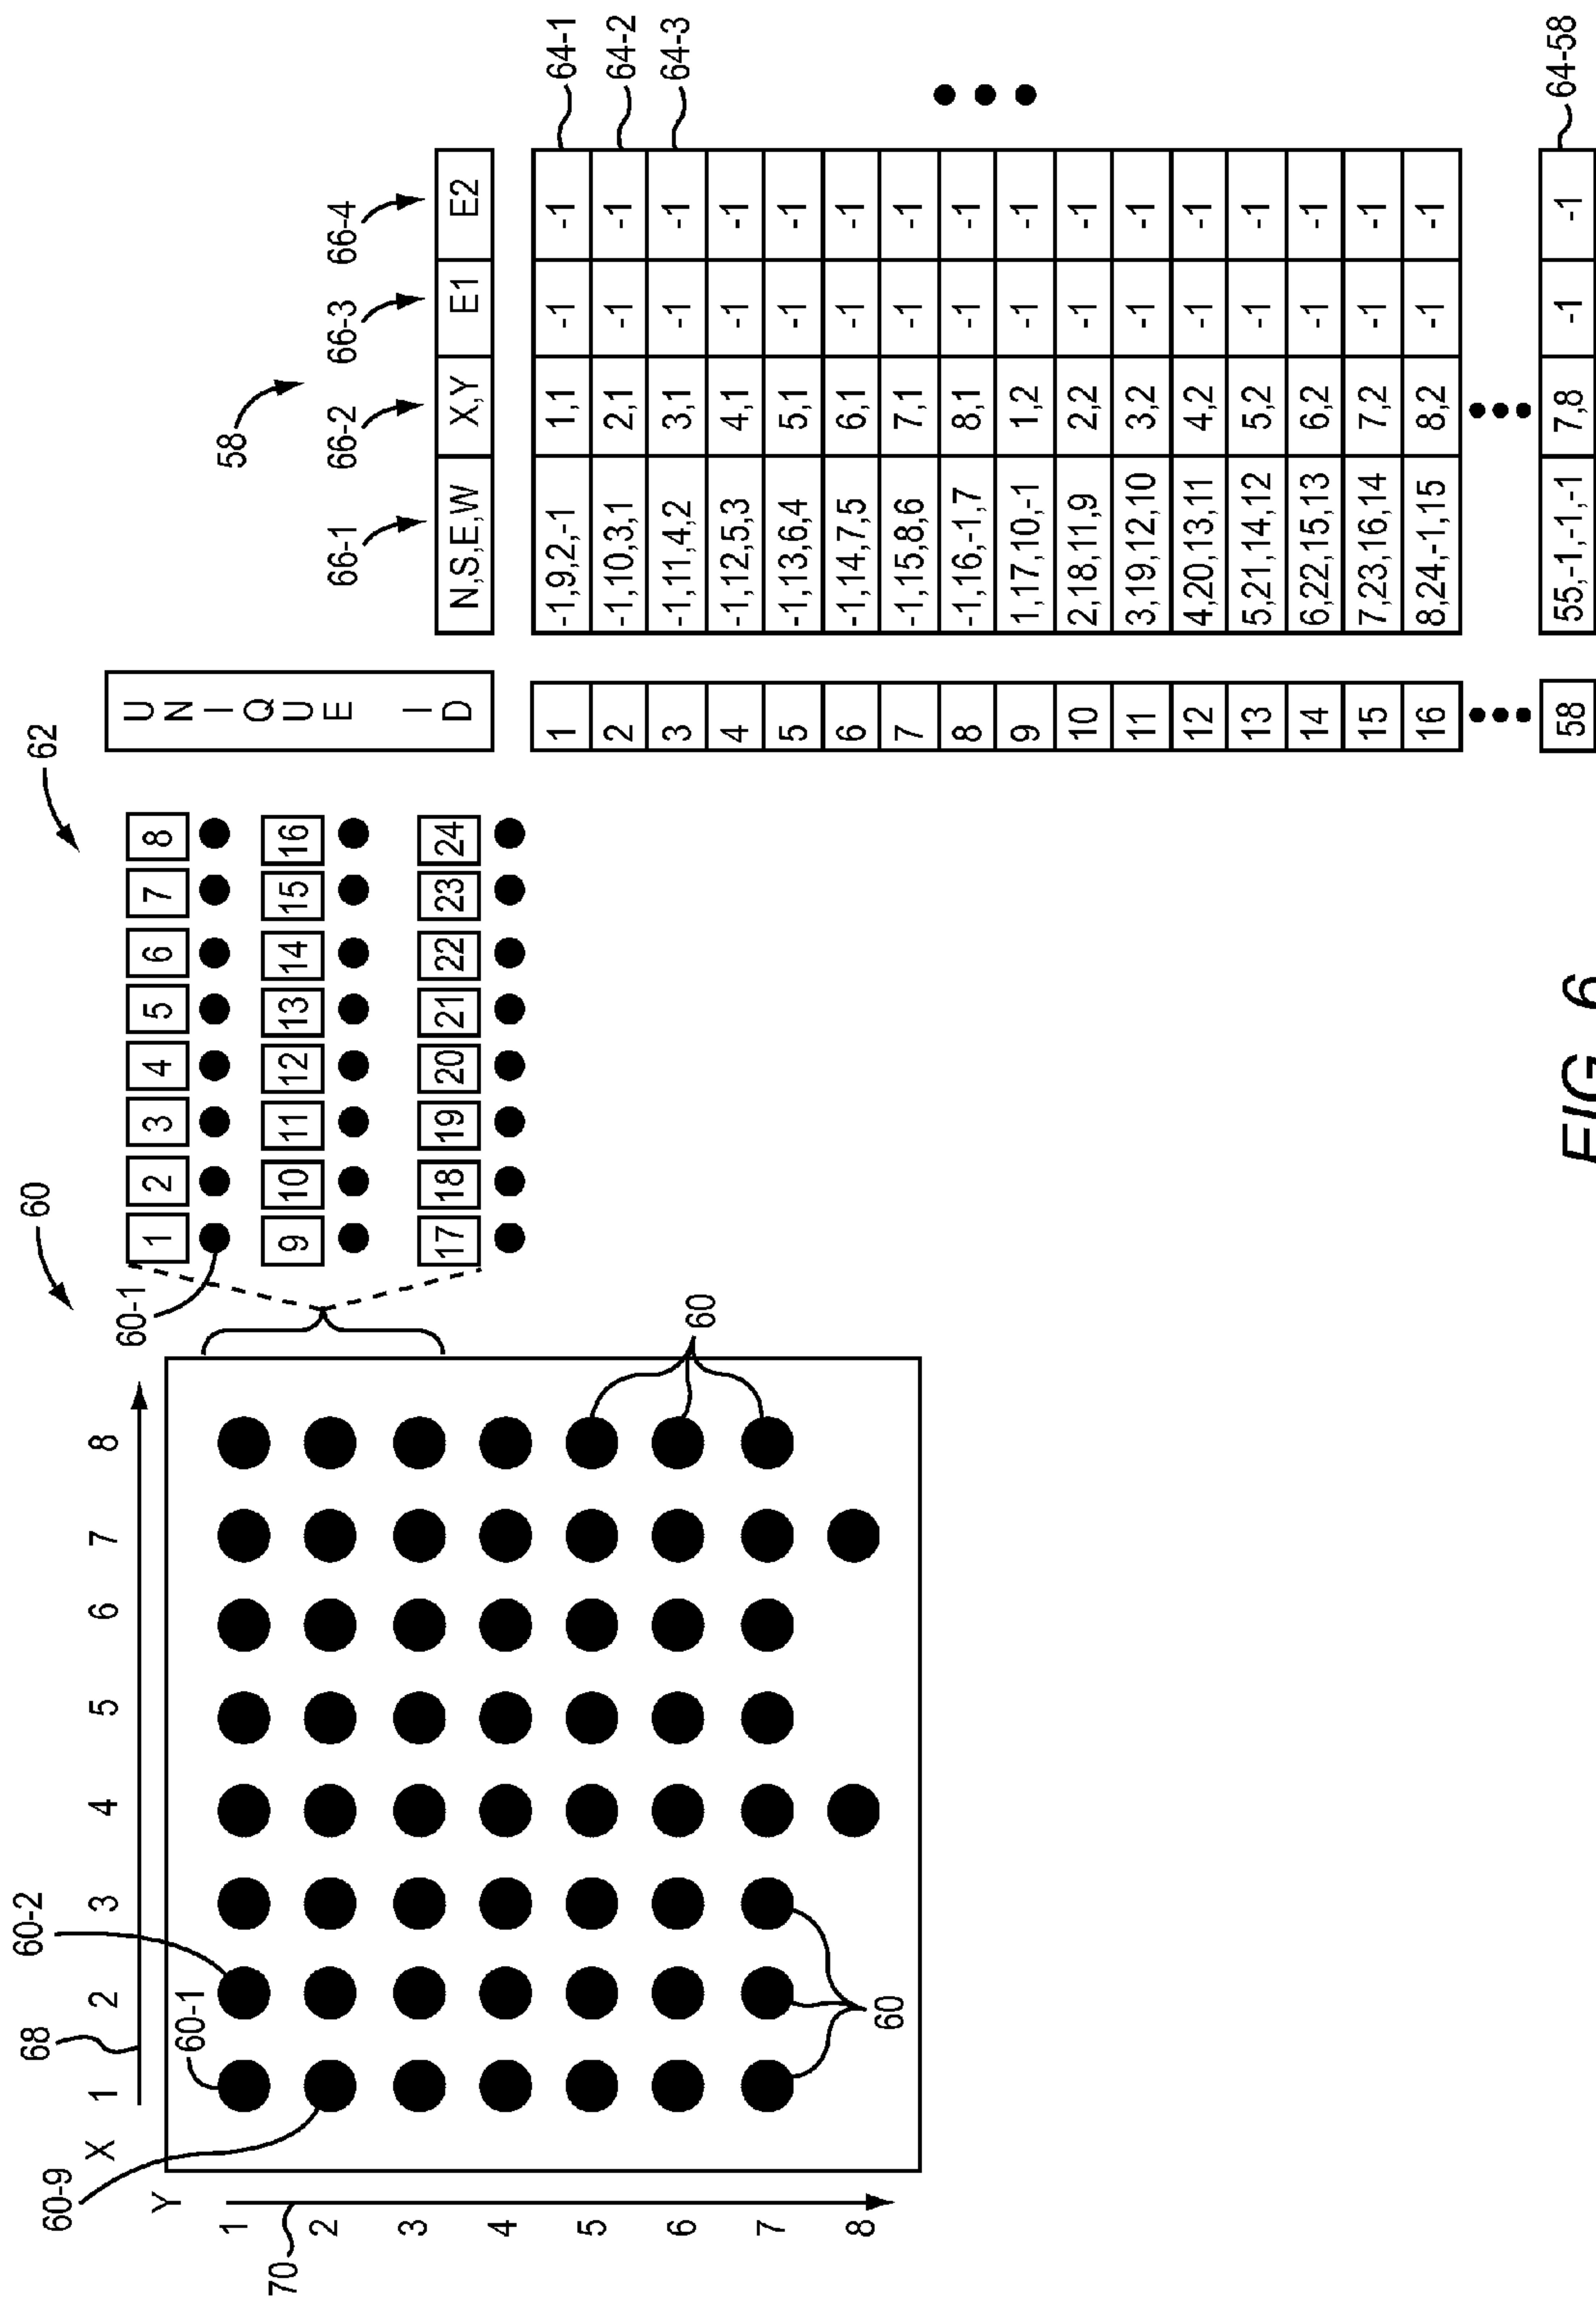 60
62
58
68
60-2
60-1
60-9
70
X 1 2 3 4 5 6 7 8
Y
1
2
3
4
5
6
7
8
60
60
60-1
1 2 3 4 5 6 7 8
9 10 11 12 13 14 15 16
17 18 19 20 21 22 23 24
66-1 66-2 66-3 66-4
UNIQUE ID N,S,E,W X,Y E1 E2
1 -1,9,2,-1 1,1 -1 -1 64-1
2 -1,10,3,1 2,1 -1 -1 64-2
3 -1,11,4,2 3,1 -1 -1 64-3
4 -1,12,5,3 4,1 -1 -1
5 -1,13,6,4 5,1 -1 -1
6 -1,14,7,5 6,1 -1 -1
7 -1,15,8,6 7,1 -1 -1
8 -1,16,-1,7 8,1 -1 -1
9 1,17,10,-1 1,2 -1 -1
10 2,18,11,9 2,2 -1 -1
11 3,19,12,10 3,2 -1 -1
12 4,20,13,11 4,2 -1 -1
13 5,21,14,12 5,2 -1 -1
14 6,22,15,13 6,2 -1 -1
15 7,23,16,14 7,2 -1 -1
16 8,24,-1,15 8,2 -1 -1
58 55,-1,-1,-1 7,8 -1 -1 64-58
FIG. 6